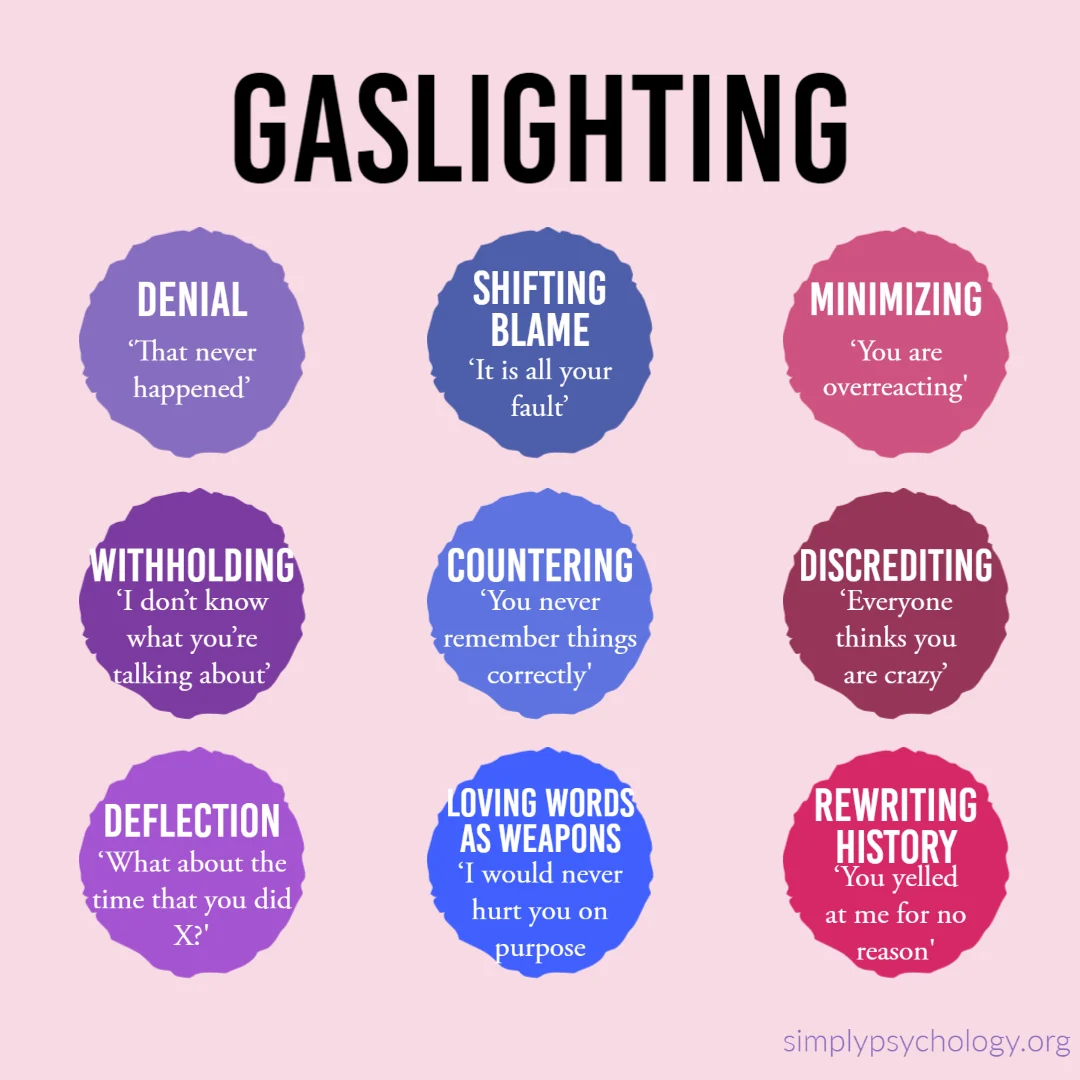 GASLIGHTING
DENIAL
‘That never
happened’
SHIFTING
BLAME
‘It is all your
fault’
MINIMIZING
‘You are
overreacting'
WITHHOLDING
‘I don’t know
what you’re
talking about’
COUNTERING
‘You never
remember things
correctly'
DISCREDITING
‘Everyone
thinks you
are crazy’
DEFLECTION
‘What about the
time that you did
X?'
LOVING WORDS
AS WEAPONS
‘I would never
hurt you on
purpose
REWRITING
HISTORY
‘You yelled
at me for no
reason'
simplypsychology.org